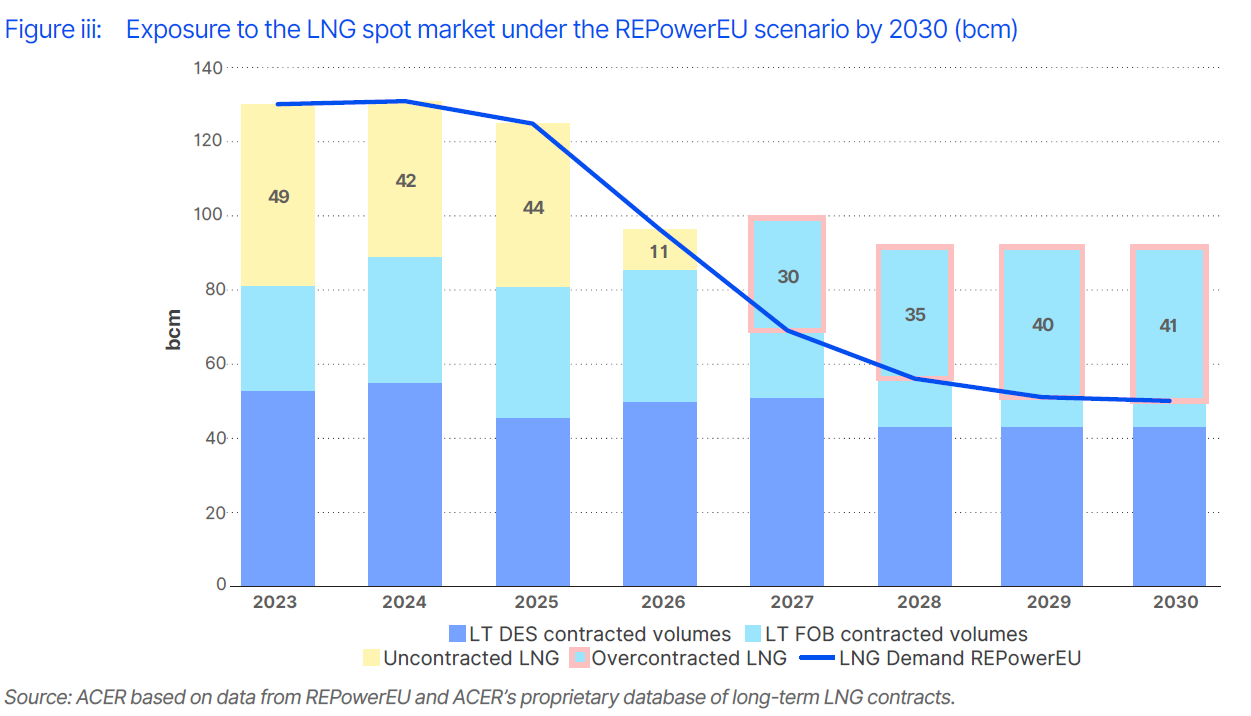 Figure iii: Exposure to the LNG spot market under the REPowerEU scenario by 2030 (bcm)
140
120
100
80
60
40
20
0
bcm
49
42
44
11
30
35
40
41
2023 2024 2025 2026 2027 2028 2029 2030
LT DES contracted volumes LT FOB contracted volumes
Uncontracted LNG Overcontracted LNG LNG Demand REPowerEU
Source: ACER based on data from REPowerEU and ACER’s proprietary database of long-term LNG contracts.